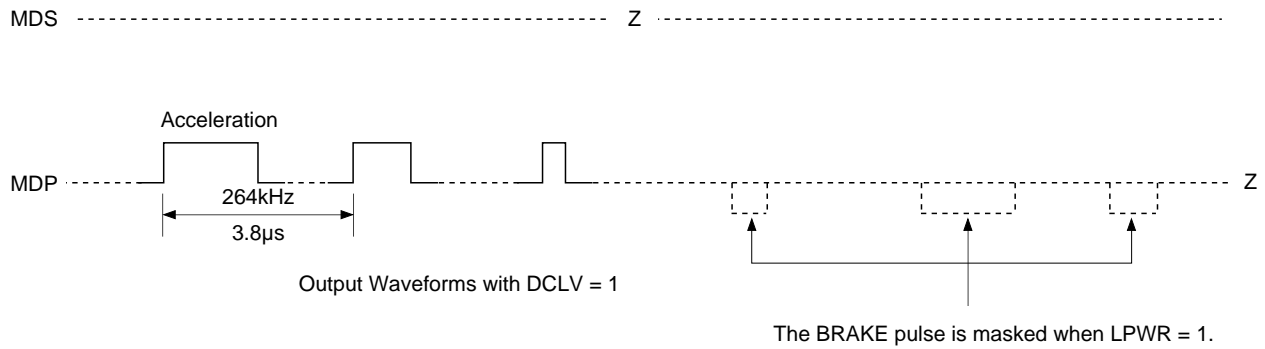 MDS Z
Acceleration
MDP Z
264kHz
3.8µs
Output Waveforms with DCLV = 1
The BRAKE pulse is masked when LPWR = 1.